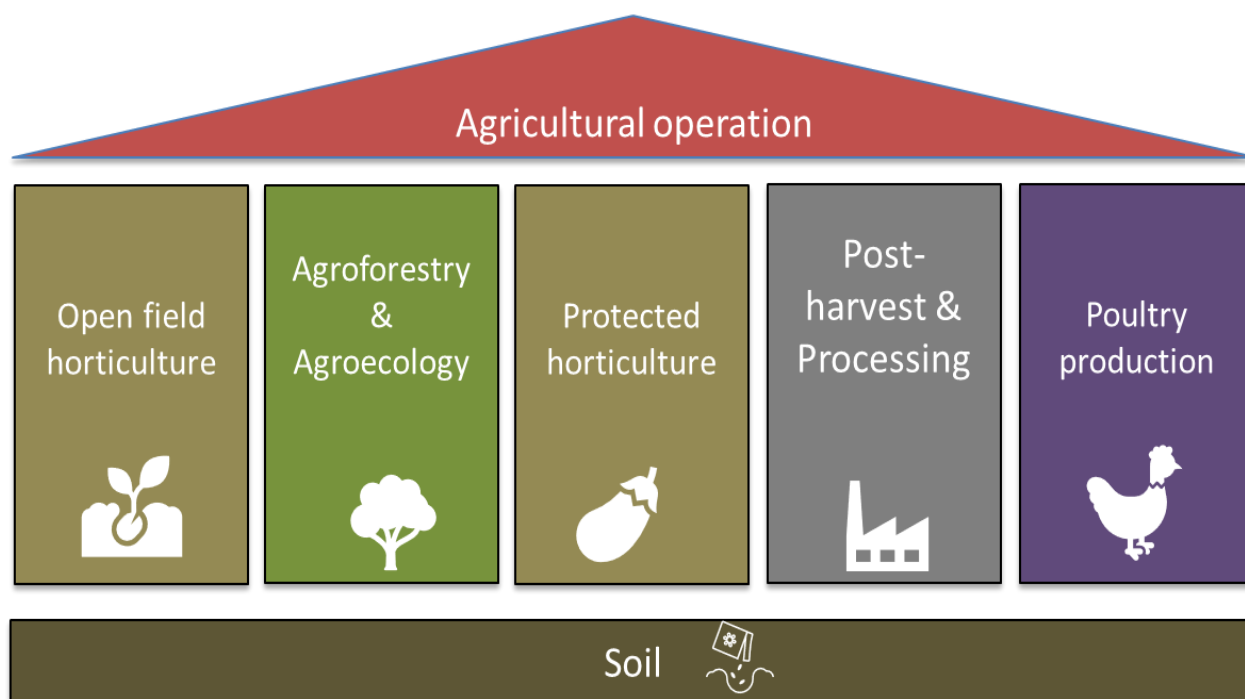 Agricultural operation
Open field
horticulture
Agroforestry
&
Agroecology
Protected
horticulture
Post-
harvest &
Processing
Poultry
production
Soil